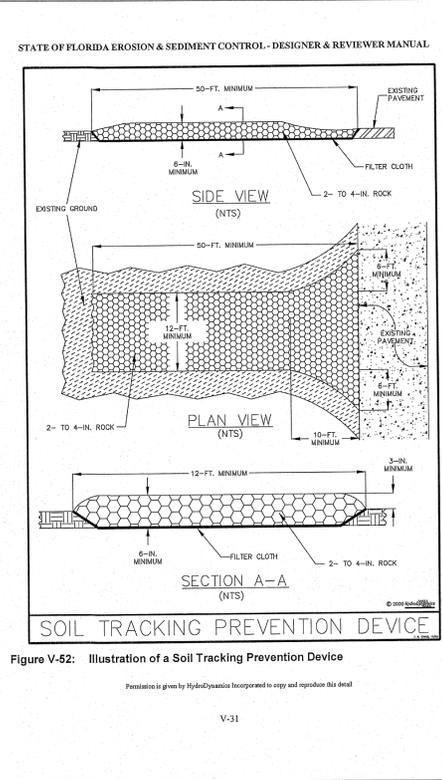 STATE OF FLORIDA EROSION & SEDIMENT CONTROL - DESIGNER & REVIEWER MANUAL
50-FT. MINIMUM
EXISTING
PAVEMENT
A
A
6-IN.
MINIMUM
FILTER CLOTH
2- TO 4-IN. ROCK
SIDE VIEW
(NTS)
EXISTING GROUND
50-FT. MINIMUM
6-FT.
MINIMUM
12-FT.
MINIMUM
EXISTING
PAVEMENT
6-FT.
MINIMUM
2- TO 4-IN. ROCK
PLAN VIEW
(NTS)
10-FT.
MINIMUM
12-FT. MINIMUM
3-IN.
MINIMUM
6-IN.
MINIMUM
FILTER CLOTH
2- TO 4-IN. ROCK
SECTION A-A
(NTS)
SOIL TRACKING PREVENTION DEVICE
Figure V-52: Illustration of a Soil Tracking Prevention Device
Permission is given by HydroDynamics Incorporated to copy and reproduce this detail
V-31